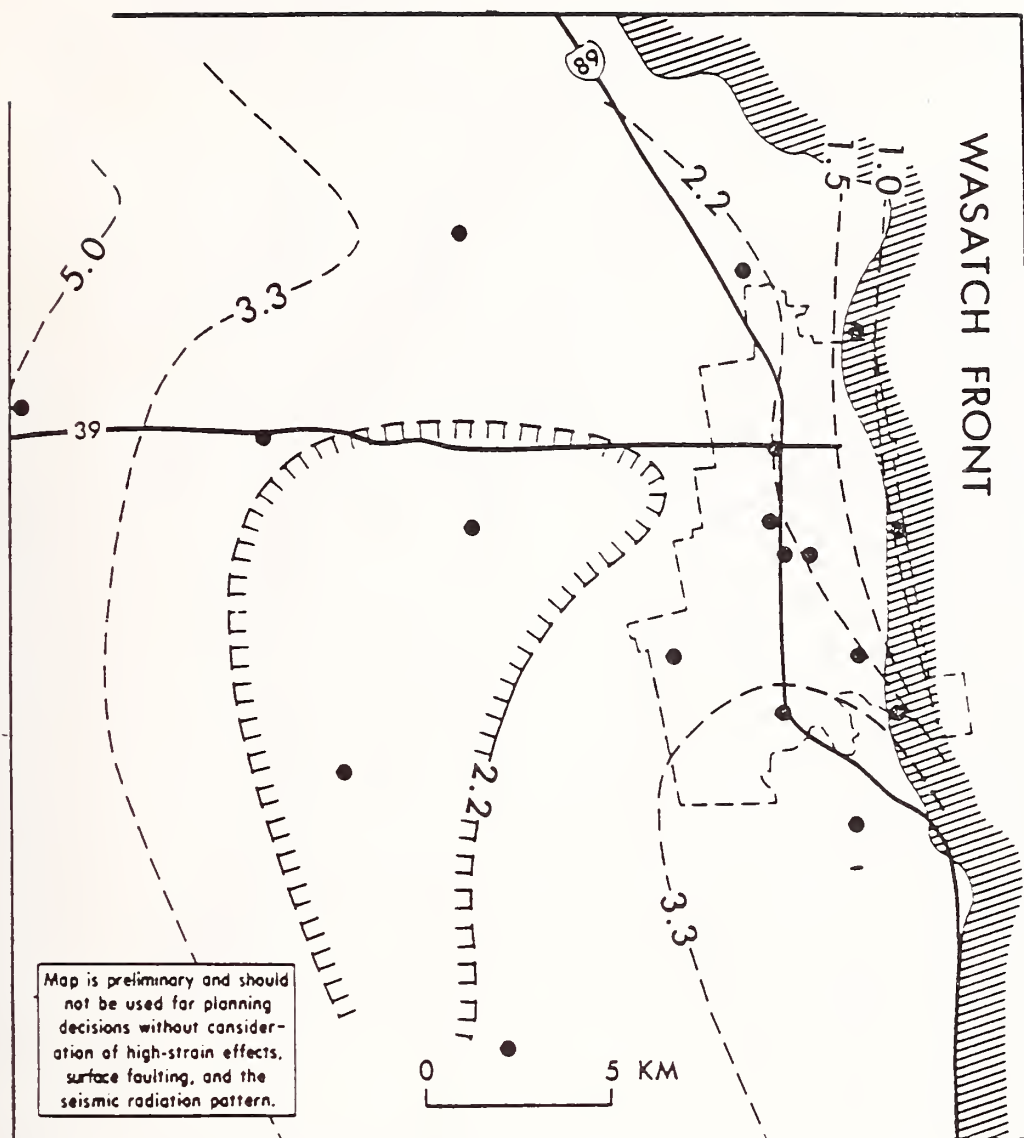 89
WASATCH FRONT
1.0
1.5
2.2
5.0
3.3
39
2.2
3.3
Map is preliminary and should
not be used for planning
decisions without consider-
ation of high-strain effects,
surface faulting, and the
seismic radiation pattern.
0 5 KM